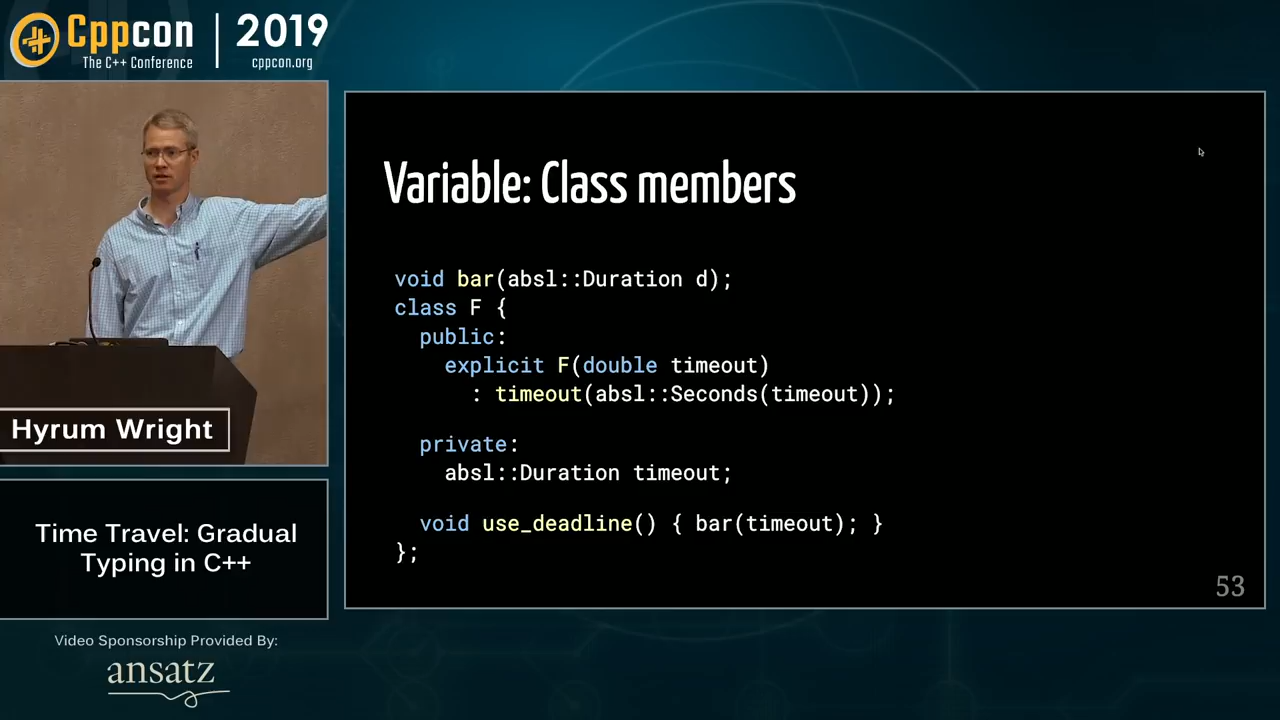 Cppcon
The C++ Conference
2019
cppcon.org
Hyrum Wright
Time Travel: Gradual
Typing in C++
Video Sponsorship Provided By:
ansatz
Variable: Class members
void bar(absl::Duration d);
class F {
public:
explicit F(double timeout)
: timeout(absl::Seconds(timeout));
private:
absl::Duration timeout;
void use_deadline() { bar(timeout); }
};
53